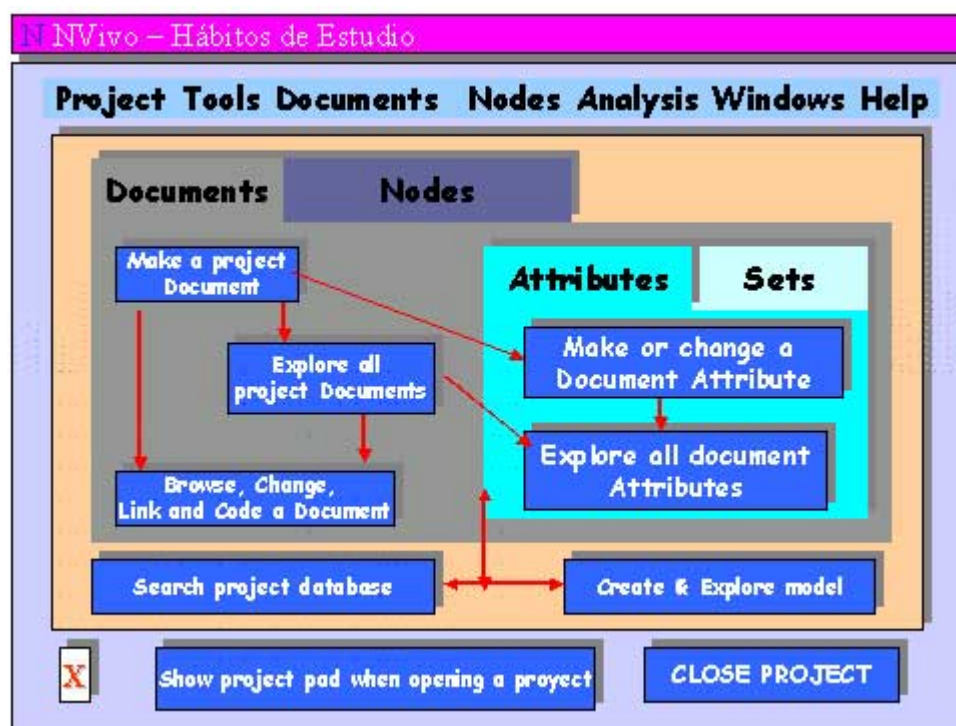 N NVivo – Hábitos de Estudio
Project Tools Documents Nodes Analysis Windows Help
Documents Nodes
Make a project
Document
Attributes Sets
Explore all
project Documents
Make or change a
Document Attribute
Browse, Change,
Link and Code a Document
Explore all document
Attributes
Search project database
Create & Explore model
X
Show project pad when opening a proyect
CLOSE PROJECT